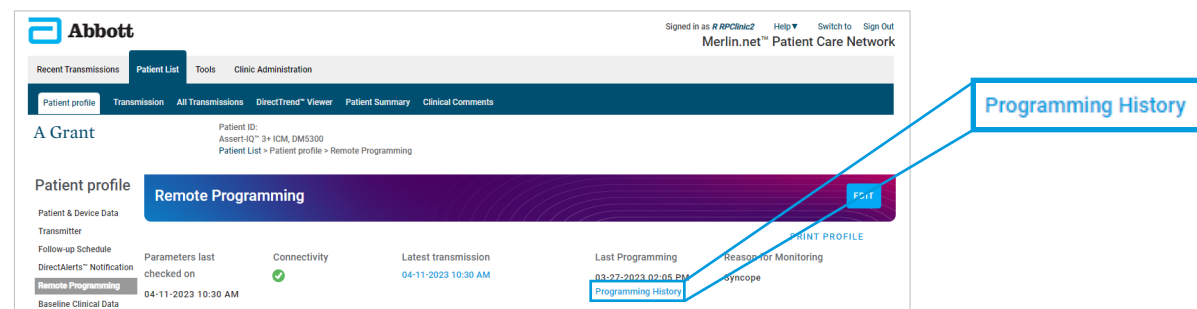 Abbott
Signed in as R RPClinic2 Help▼ Switch to Sign Out
Merlin.net™ Patient Care Network
Recent Transmissions Patient List Tools Clinic Administration
Patient profile Transmission All Transmissions DirectTrend™ Viewer Patient Summary Clinical Comments
A Grant
Patient ID:
Assert-IQ™ 3+ ICM, DM5300
Patient List > Patient profile > Remote Programming
Programming History
Patient profile
Patient & Device Data
Transmitter
Follow-up Schedule
DirectAlerts™ Notification
Remote Programming
Baseline Clinical Data
Remote Programming
EDIT
PRINT PROFILE
Parameters last checked on
04-11-2023 10:30 AM
Connectivity
Latest transmission
04-11-2023 10:30 AM
Last Programming
03-27-2023 02:05 PM
Programming History
Reason for Monitoring
Syncope